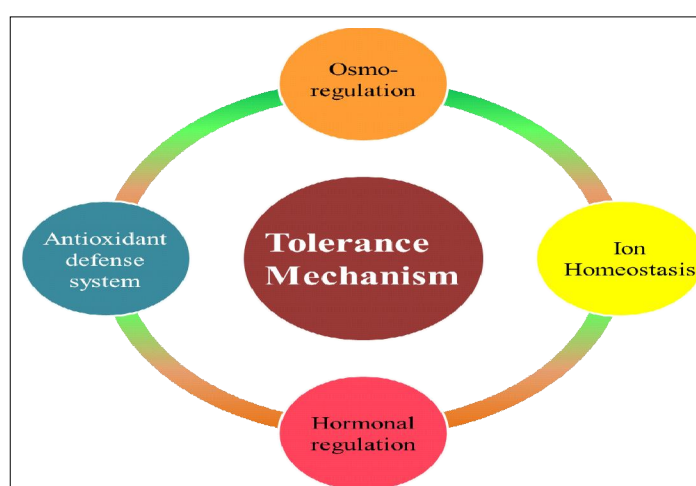 Osmo-
regulation
Antioxidant
defense
system
Tolerance
Mechanism
Ion
Homeostasis
Hormonal
regulation